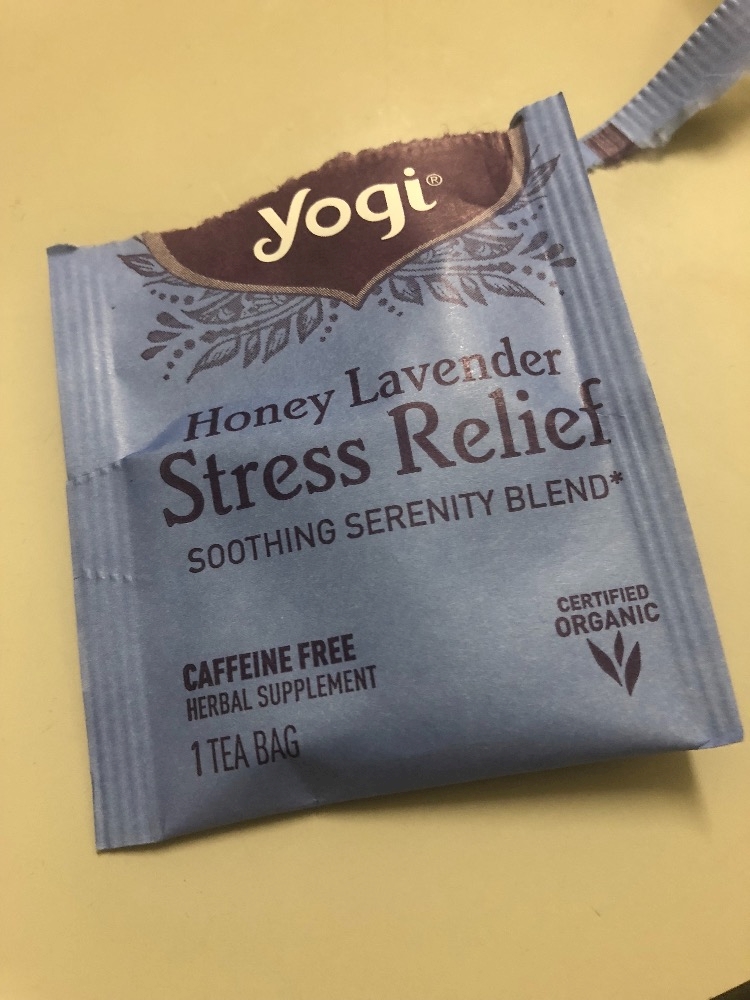 yogi®
Honey Lavender
Stress Relief
SOOTHING SERENITY BLEND*
CERTIFIED
ORGANIC
CAFFEINE FREE
HERBAL SUPPLEMENT
1 TEA BAG